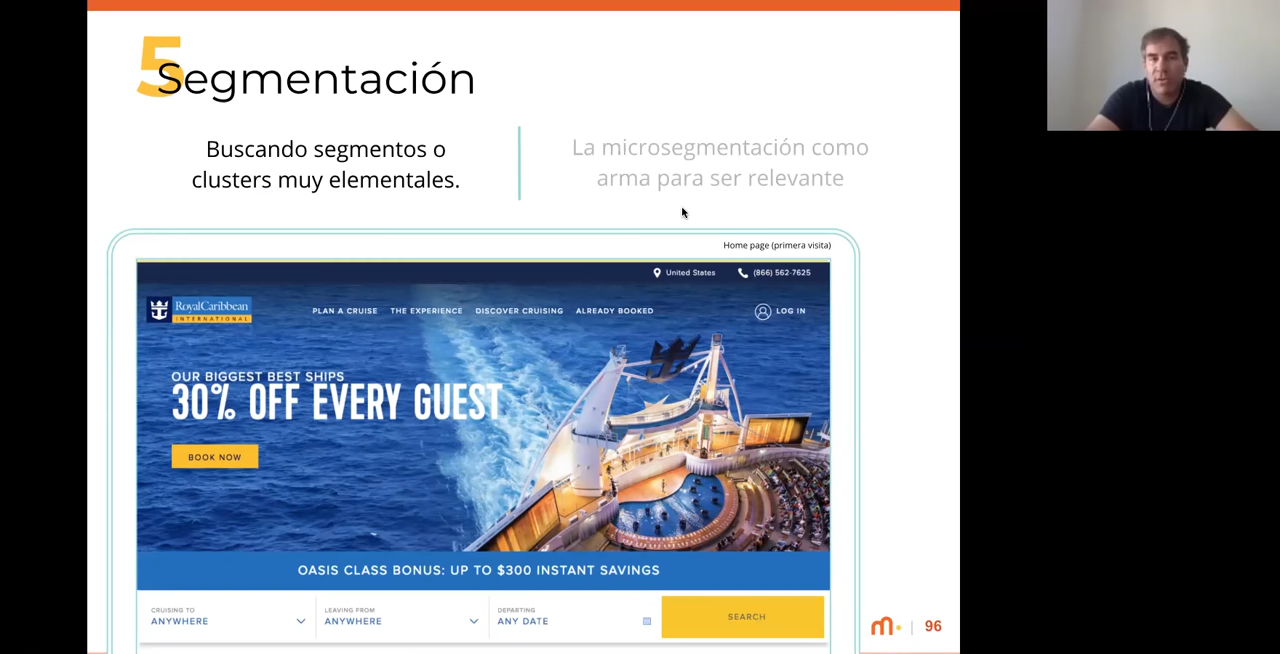 5
Segmentación
Buscando segmentos o
clusters muy elementales.
La microsegmentación como
arma para ser relevante
Home page (primera visita)
United States
(866) 562-7625
RoyalCaribbean
INTERNATIONAL
PLAN A CRUISE
THE EXPERIENCE
DISCOVER CRUISING
ALREADY BOOKED
LOG IN
OUR BIGGEST BEST SHIPS
30% OFF EVERY GUEST
BOOK NOW
OASIS CLASS BONUS: UP TO $300 INSTANT SAVINGS
CRUISING TO
ANYWHERE
LEAVING FROM
ANYWHERE
DEPARTING
ANY DATE
SEARCH
m.
96